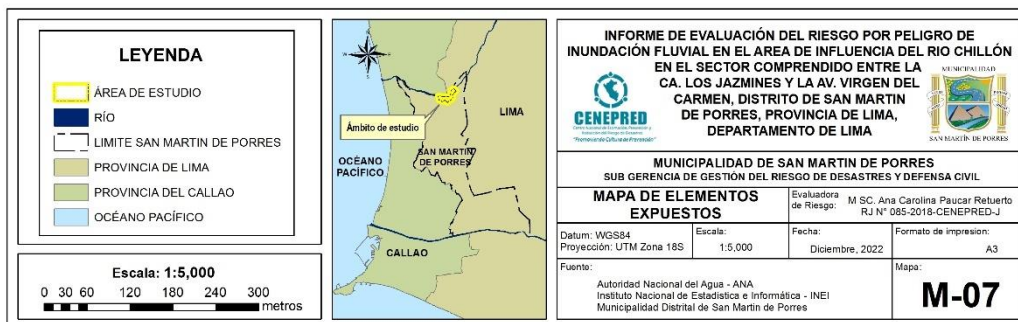 LEYENDA
ÁREA DE ESTUDIO
RÍO
LIMITE SAN MARTIN DE PORRES
PROVINCIA DE LIMA
PROVINCIA DEL CALLAO
OCÉANO PACÍFICO
Escala: 1:5,000
0 30 60 120 180 240 300
metros
Ámbito de estudio
LIMA
OCÉANO
PACÍFICO
SAN MARTIN
DE PORRES
CALLAO
INFORME DE EVALUACIÓN DEL RIESGO POR PELIGRO DE
INUNDACIÓN FLUVIAL EN EL AREA DE INFLUENCIA DEL RIO CHILLÓN
EN EL SECTOR COMPRENDIDO ENTRE LA
CA. LOS JAZMINES Y LA AV. VIRGEN DEL
CARMEN, DISTRITO DE SAN MARTIN
DE PORRES, PROVINCIA DE LIMA,
DEPARTAMENTO DE LIMA
CENEPRED
MUNICIPALIDAD
SAN MARTÍN DE PORRES
MUNICIPALIDAD DE SAN MARTIN DE PORRES
SUB GERENCIA DE GESTIÓN DEL RIESGO DE DESASTRES Y DEFENSA CIVIL
MAPA DE ELEMENTOS
EXPUESTOS
Evaluadora
de Riesgo:
M SC. Ana Carolina Paucar Retuerto
RJ N° 085-2018-CENEPRED-J
Datum: WGS84
Proyección: UTM Zona 18S
Escala:
1:5,000
Fecha:
Diciembre, 2022
Formato de impresion:
A3
Fuente:
Autoridad Nacional del Agua - ANA
Instituto Nacional de Estadistica e Informática - INEI
Municipalidad Distrital de San Martin de Porres
Mapa:
M-07